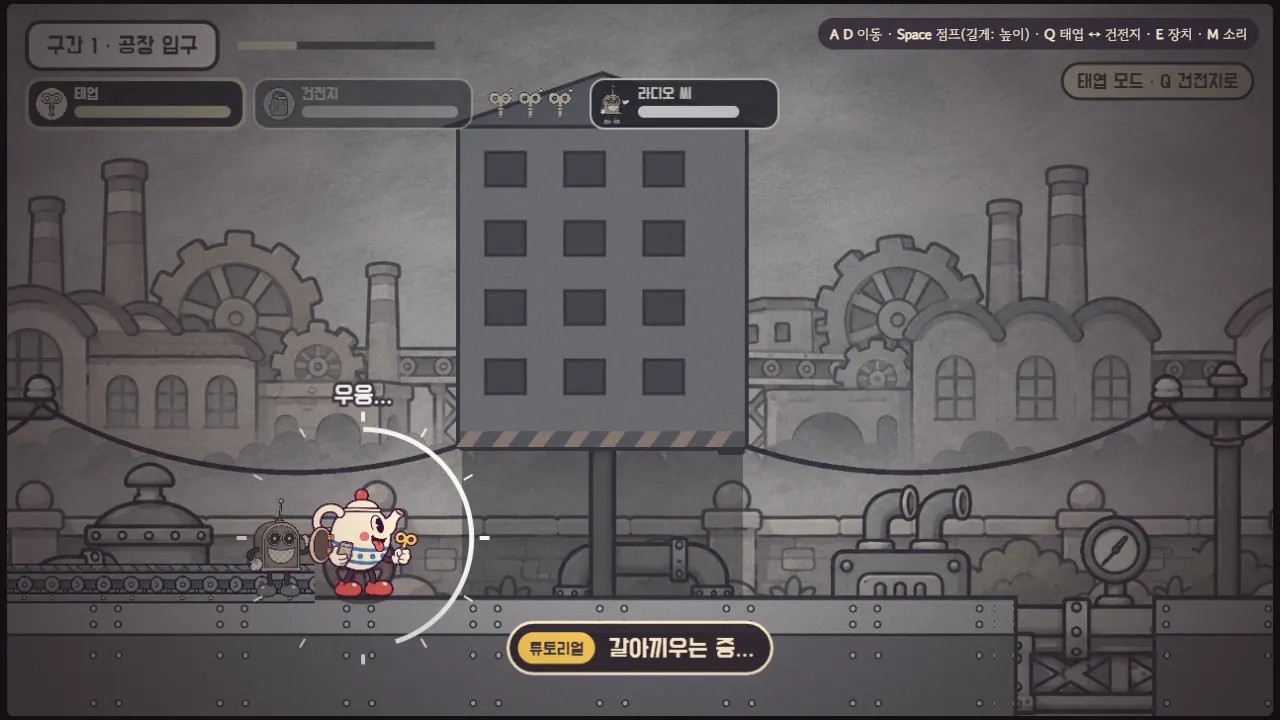 구간 1 · 공장 입구
A D 이동 · Space 점프(길게: 높이) · Q 태엽 ↔ 건전지 · E 장치 · M 소리
태엽 모드 · Q 건전지로
태엽
건전지
라디오 씨
우웅...
튜토리얼 갈아끼우는 중...